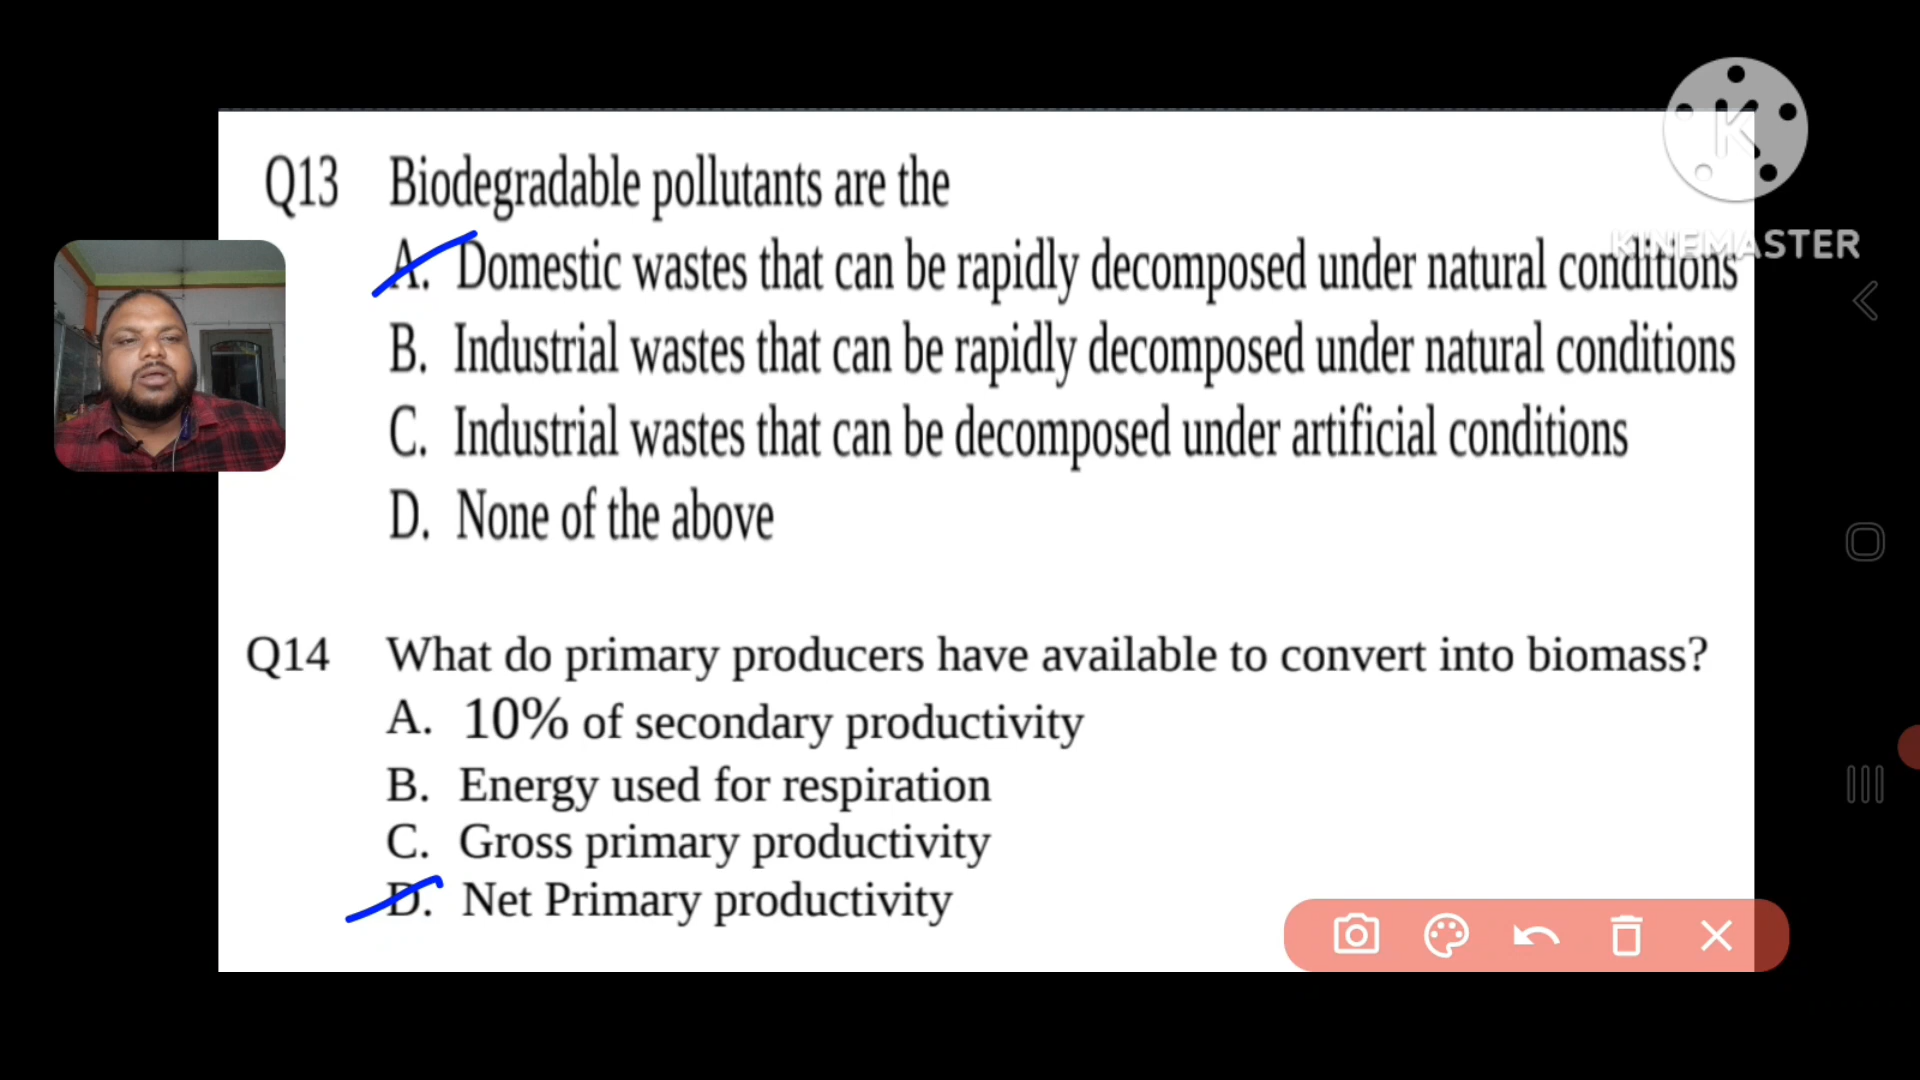 KINEMASTER
Q13 Biodegradable pollutants are the
A. Domestic wastes that can be rapidly decomposed under natural conditions
B. Industrial wastes that can be rapidly decomposed under natural conditions
C. Industrial wastes that can be decomposed under artificial conditions
D. None of the above
Q14 What do primary producers have available to convert into biomass?
A. 10% of secondary productivity
B. Energy used for respiration
C. Gross primary productivity
D. Net Primary productivity